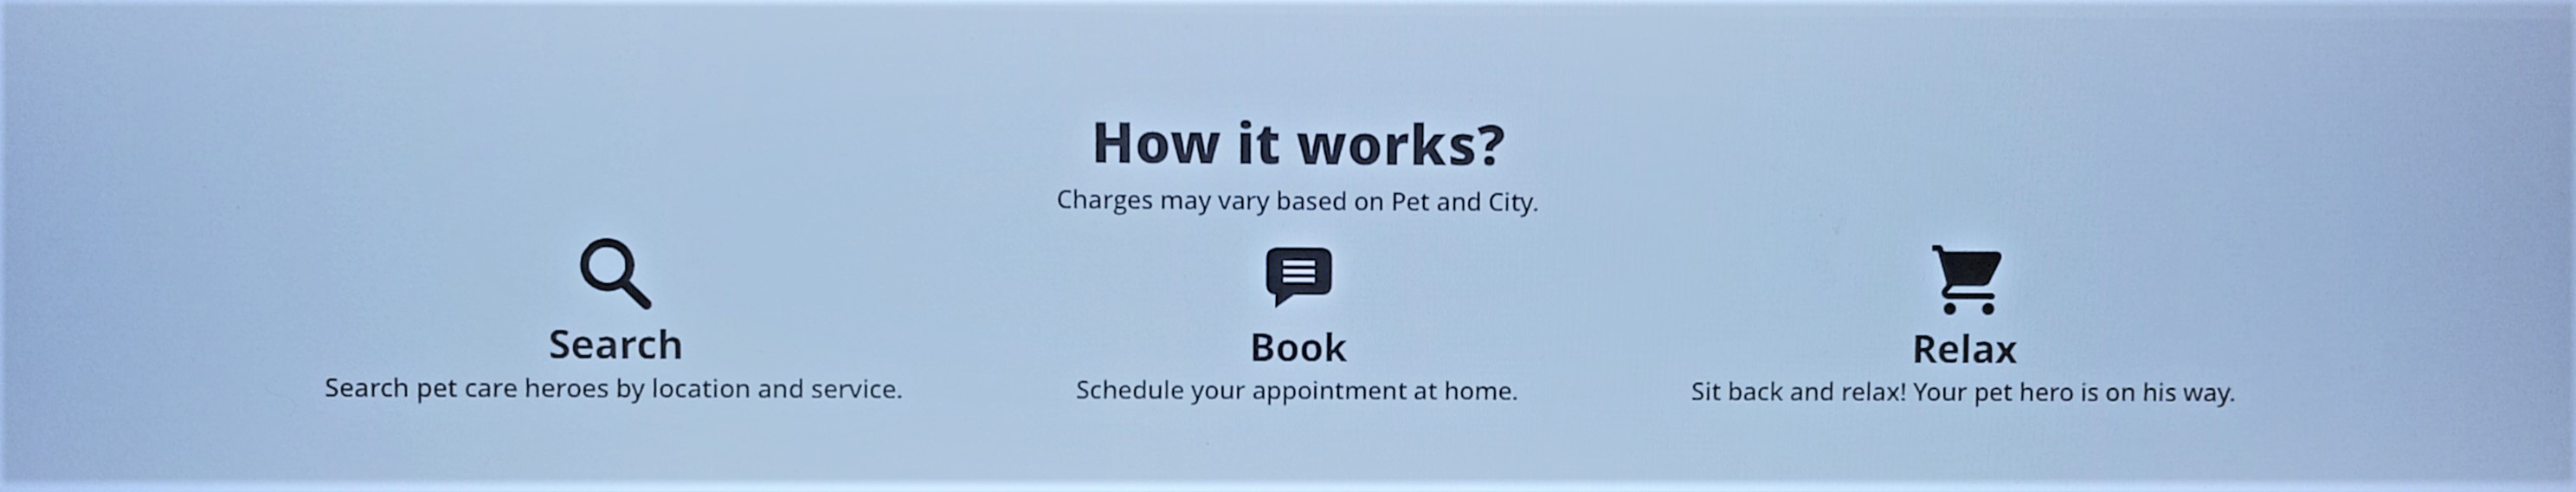 How it works?
Charges may vary based on Pet and City.
Search
Search pet care heroes by location and service.
Book
Schedule your appointment at home.
Relax
Sit back and relax! Your pet hero is on his way.